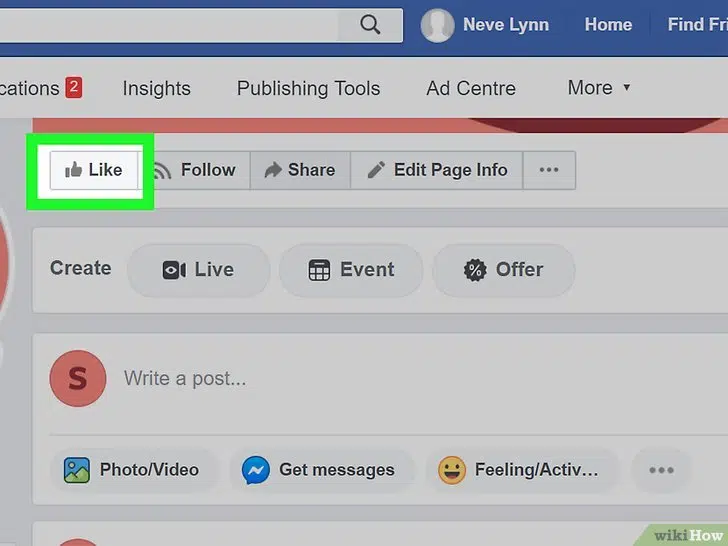 Neve Lynn Home Find Fri
cations 2 Insights Publishing Tools Ad Centre More
Like Follow Share Edit Page Info
Create Live Event Offer
S Write a post...
Photo/Video Get messages Feeling/Activ...
wikiHow